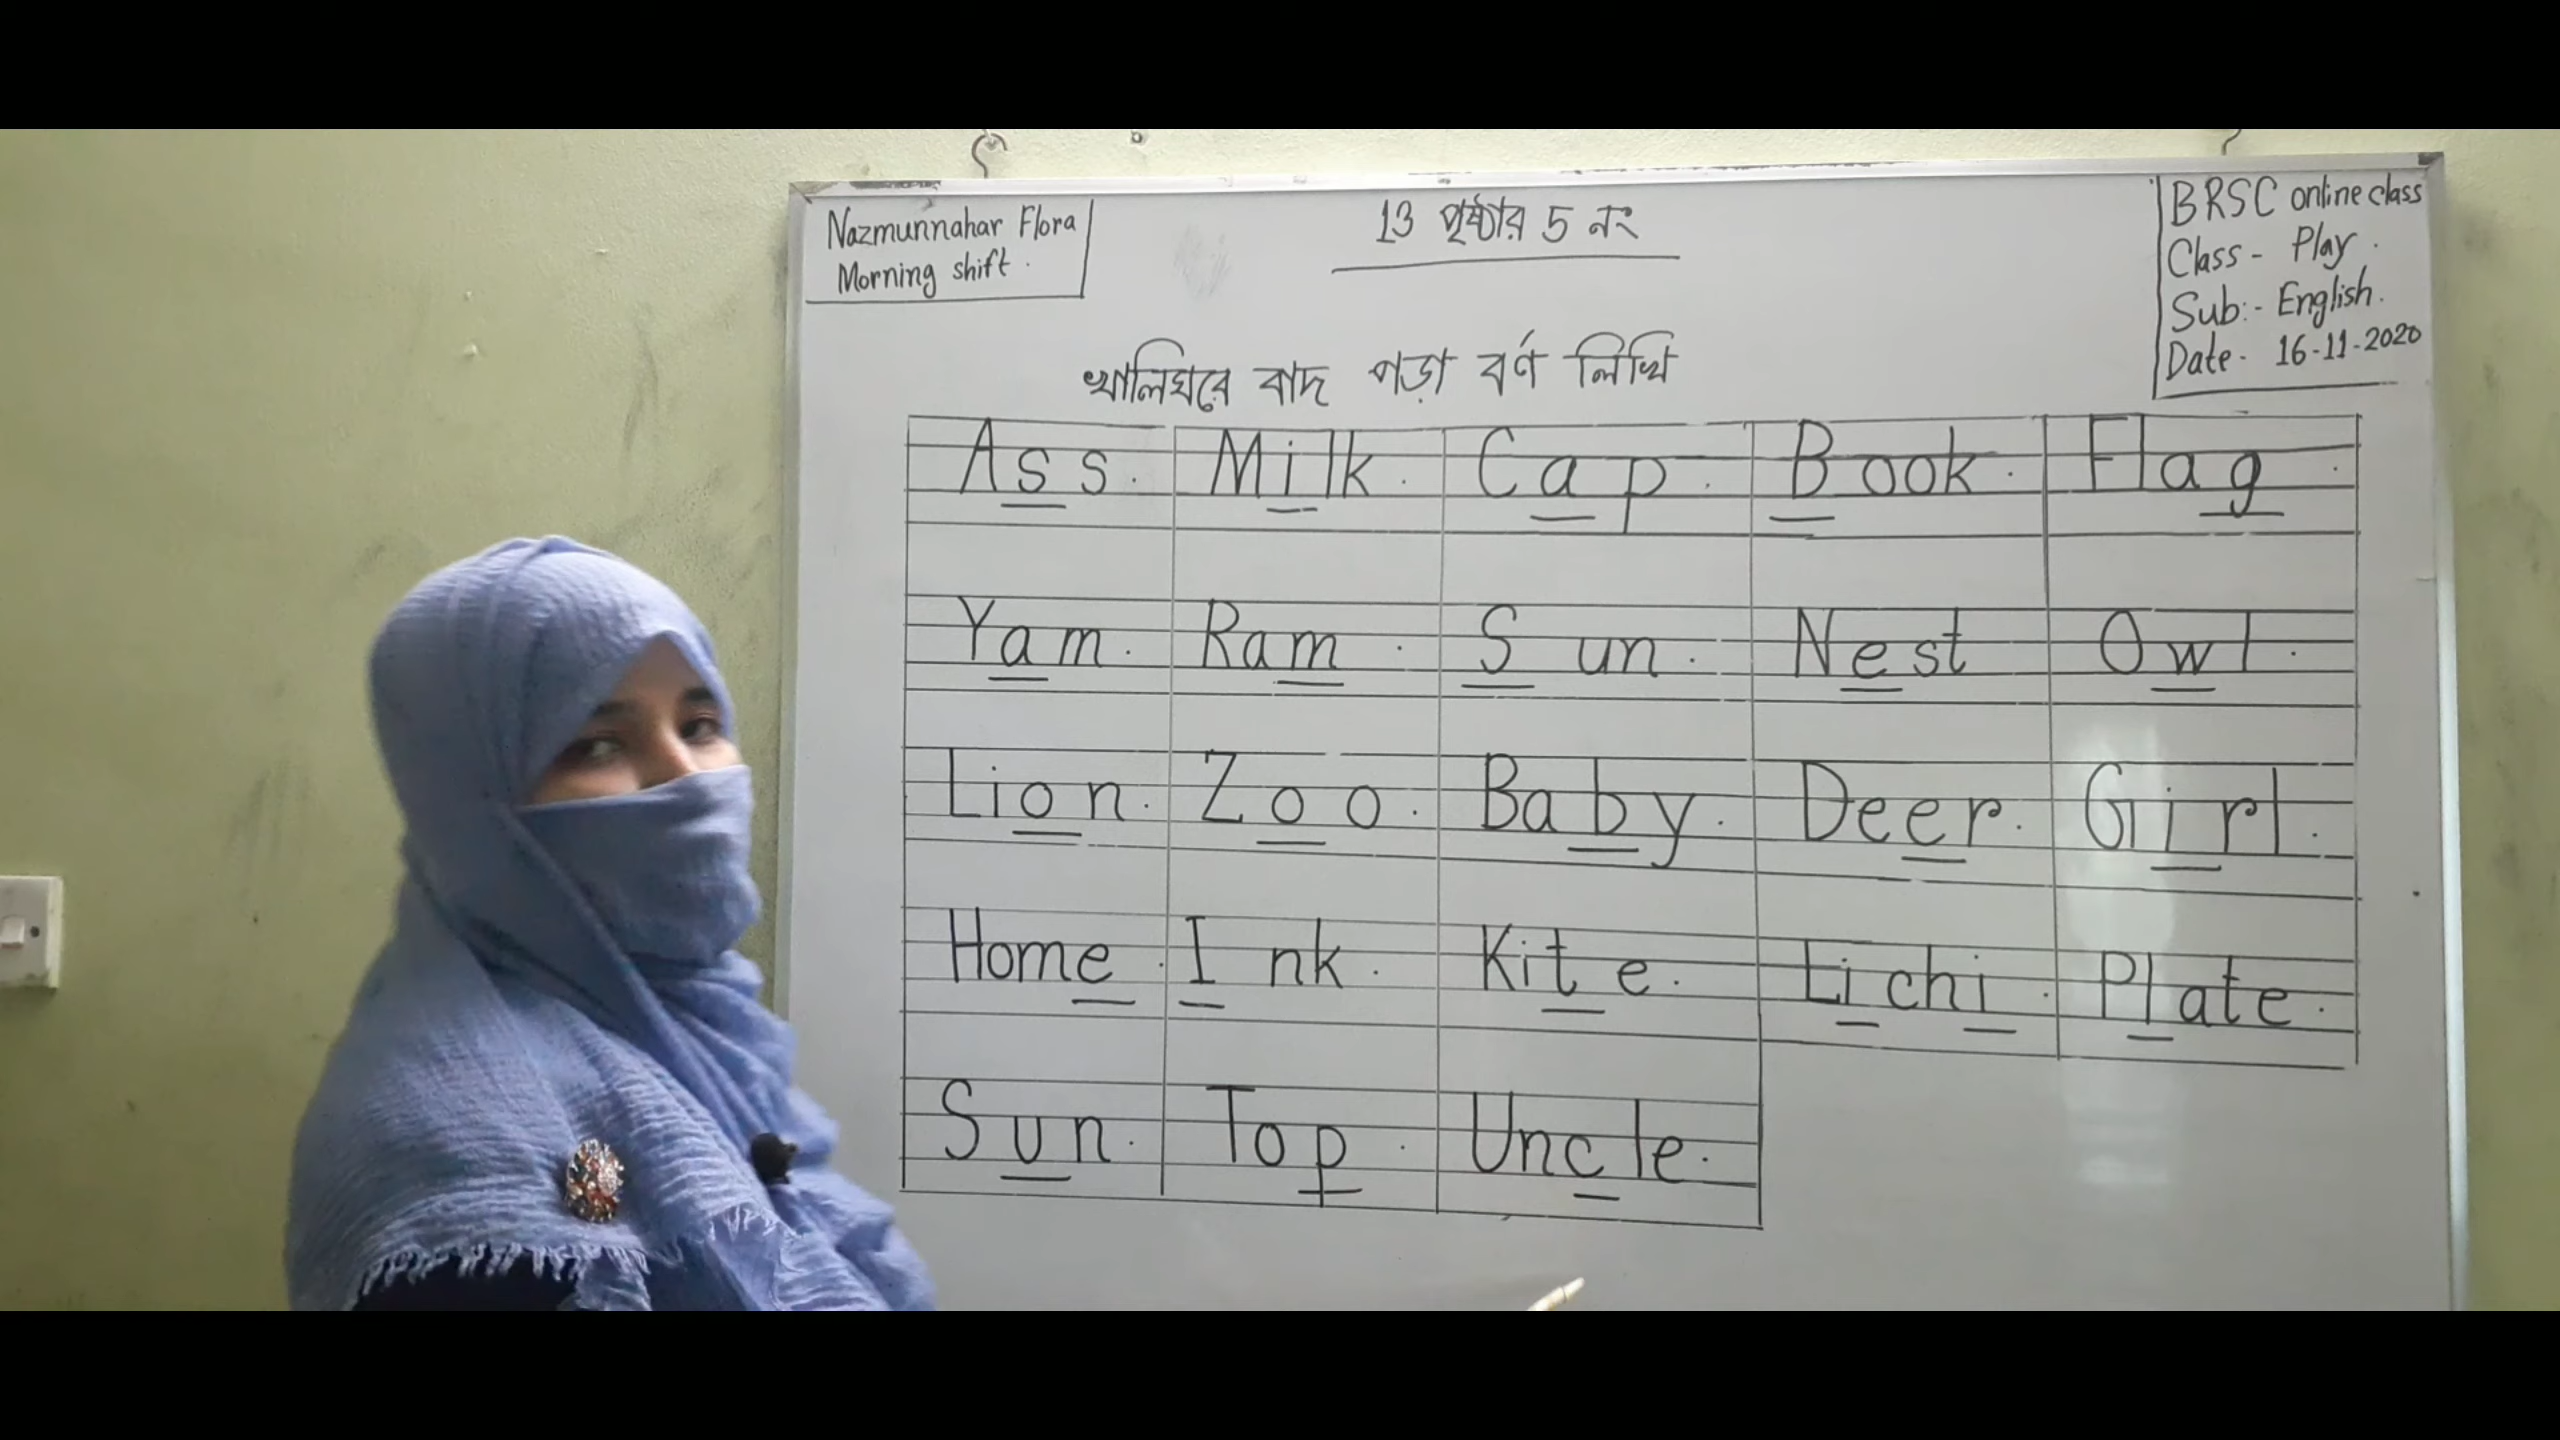 Nazmunnahar Flora
Morning shift.
13 পৃষ্ঠার 5 নং
BRSC online class
Class - Play.
Sub:- English.
Date- 16-11-2020
খালিঘরে বাদ পড়া বর্ণ লিখি
Ass. Milk. Cap. Book. Flag.
Yam. Ram. Sun. Nest Owl.
Lion. Zoo. Baby. Deer. Girl.
Home. Ink. Kite. Lichi. Plate.
Sun. Top. Uncle.